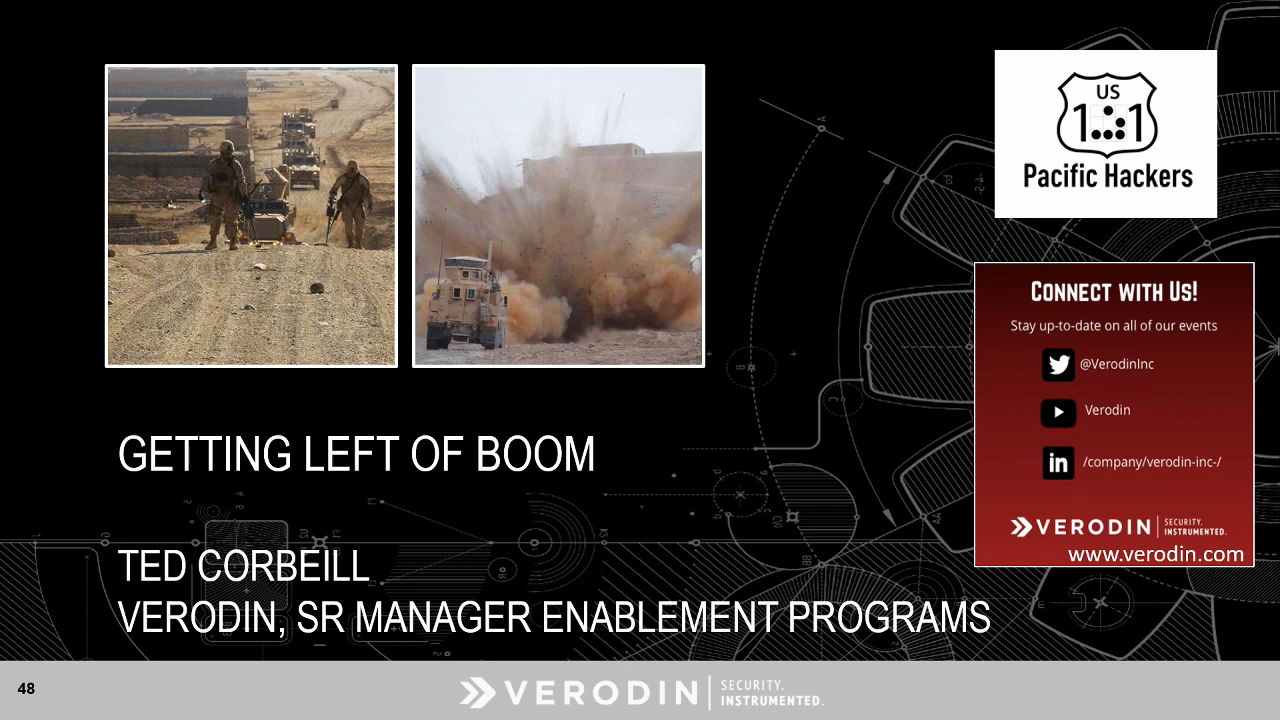 US
1 1
Pacific Hackers
CONNECT WITH US!
Stay up-to-date on all of our events
@VerodinInc
Verodin
/company/verodin-inc-/
VERODIN SECURITY. INSTRUMENTED.
www.verodin.com
GETTING LEFT OF BOOM
TED CORBEILL
VERODIN, SR MANAGER ENABLEMENT PROGRAMS
48
VERODIN SECURITY. INSTRUMENTED.